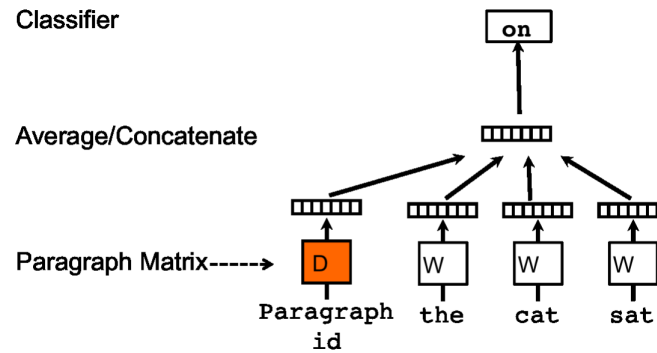 Classifier
on
Average/Concatenate
Paragraph Matrix
D
W
W
W
Paragraph
id
the
cat
sat